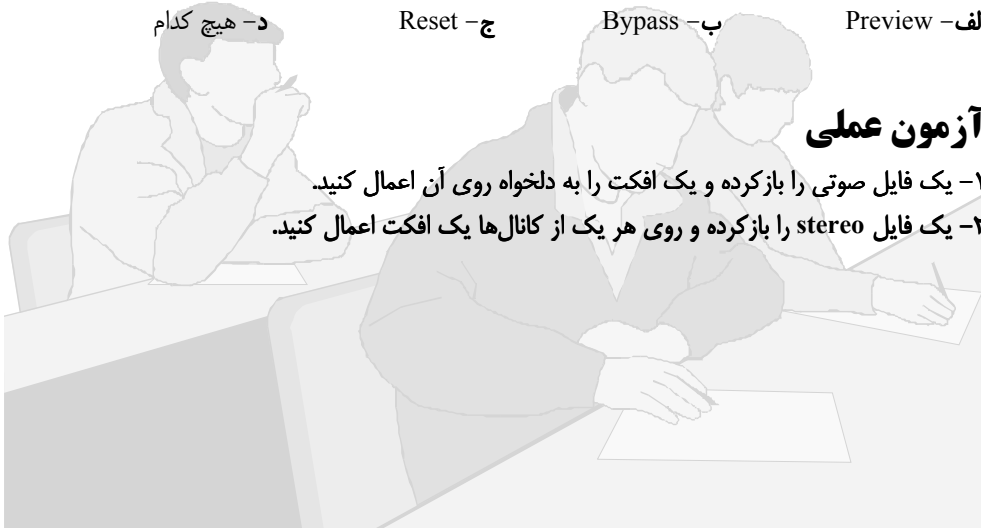 لف– Preview ب– Bypass ج– Reset د– هیچ کدام
آزمون عملی
۱– یک فایل صوتی را بازکرده و یک افکت را به دلخواه روی آن اعمال کنید.
۲– یک فایل stereo را بازکرده و روی هر یک از کانال‌ها یک افکت اعمال کنید.